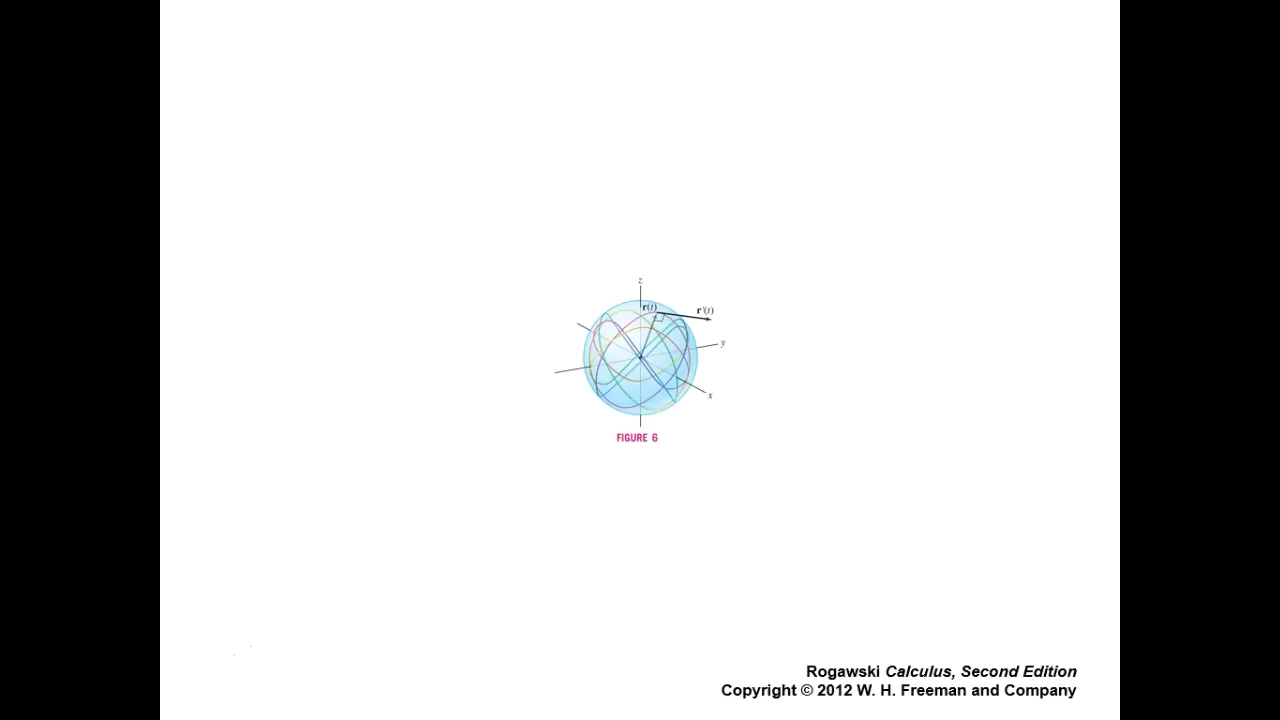 z
r(t)
r′(t)
y
x
FIGURE 6
Rogawski Calculus, Second Edition
Copyright © 2012 W. H. Freeman and Company